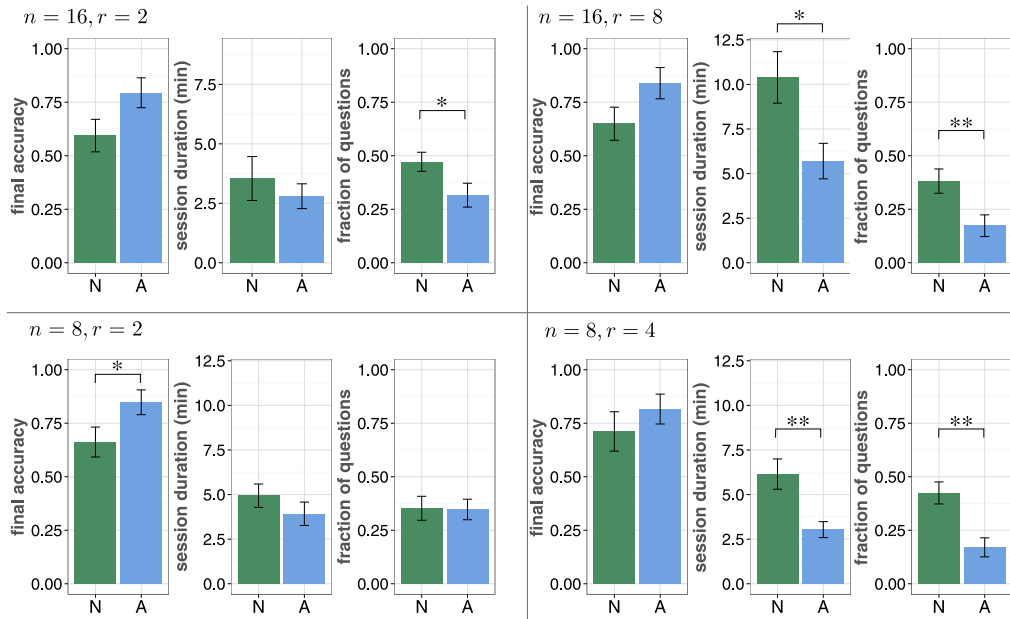 n = 16, r = 2
final accuracy
1.00
0.75
0.50
0.25
0.00
N A
session duration (min)
7.5
5.0
2.5
0.0
N A
fraction of questions
1.00
0.75
0.50
0.25
0.00
*
N A
n = 16, r = 8
final accuracy
1.00
0.75
0.50
0.25
0.00
N A
session duration (min)
12.5
10.0
7.5
5.0
2.5
0.0
*
N A
fraction of questions
1.00
0.75
0.50
0.25
0.00
**
N A
n = 8, r = 2
final accuracy
1.00
0.75
0.50
0.25
0.00
*
N A
session duration (min)
12.5
10.0
7.5
5.0
2.5
0.0
N A
fraction of questions
1.00
0.75
0.50
0.25
0.00
N A
n = 8, r = 4
final accuracy
1.00
0.75
0.50
0.25
0.00
N A
session duration (min)
12.5
10.0
7.5
5.0
2.5
0.0
**
N A
fraction of questions
1.00
0.75
0.50
0.25
0.00
**
N A